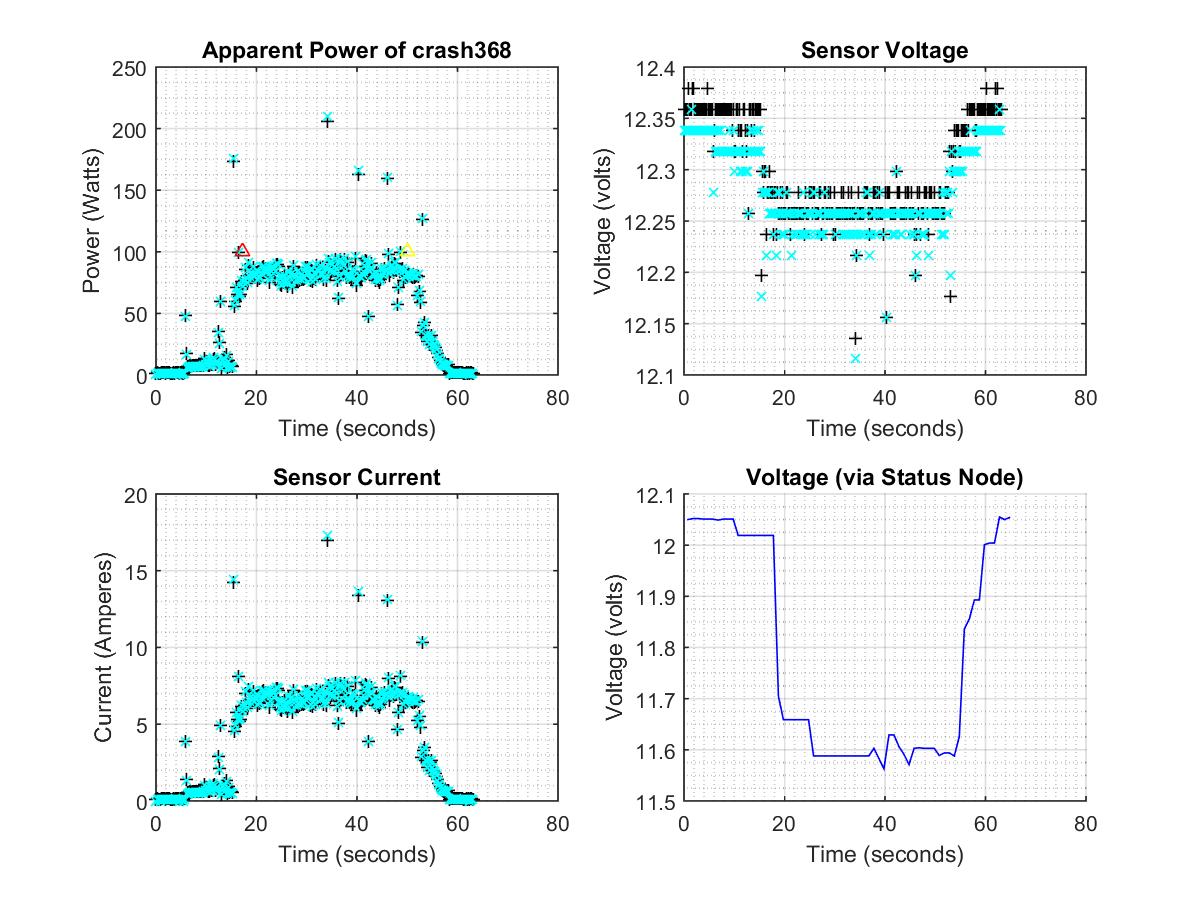 Apparent Power of crash368
250
200
150
100
50
0
Power (Watts)
0 20 40 60 80
Time (seconds)
Sensor Voltage
12.4
12.35
12.3
12.25
12.2
12.15
12.1
Voltage (volts)
0 20 40 60 80
Time (seconds)
Sensor Current
20
15
10
5
0
Current (Amperes)
0 20 40 60 80
Time (seconds)
Voltage (via Status Node)
12.1
12
11.9
11.8
11.7
11.6
11.5
Voltage (volts)
0 20 40 60 80
Time (seconds)